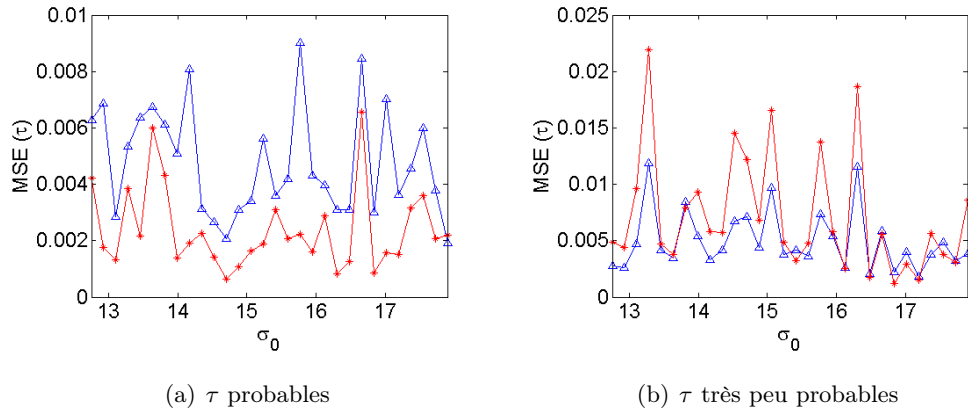 0.01
0.008
0.006
0.004
0.002
0
MSE (τ)
13 14 15 16 17
σ0
(a) τ probables
0.025
0.02
0.015
0.01
0.005
0
MSE (τ)
13 14 15 16 17
σ0
(b) τ très peu probables